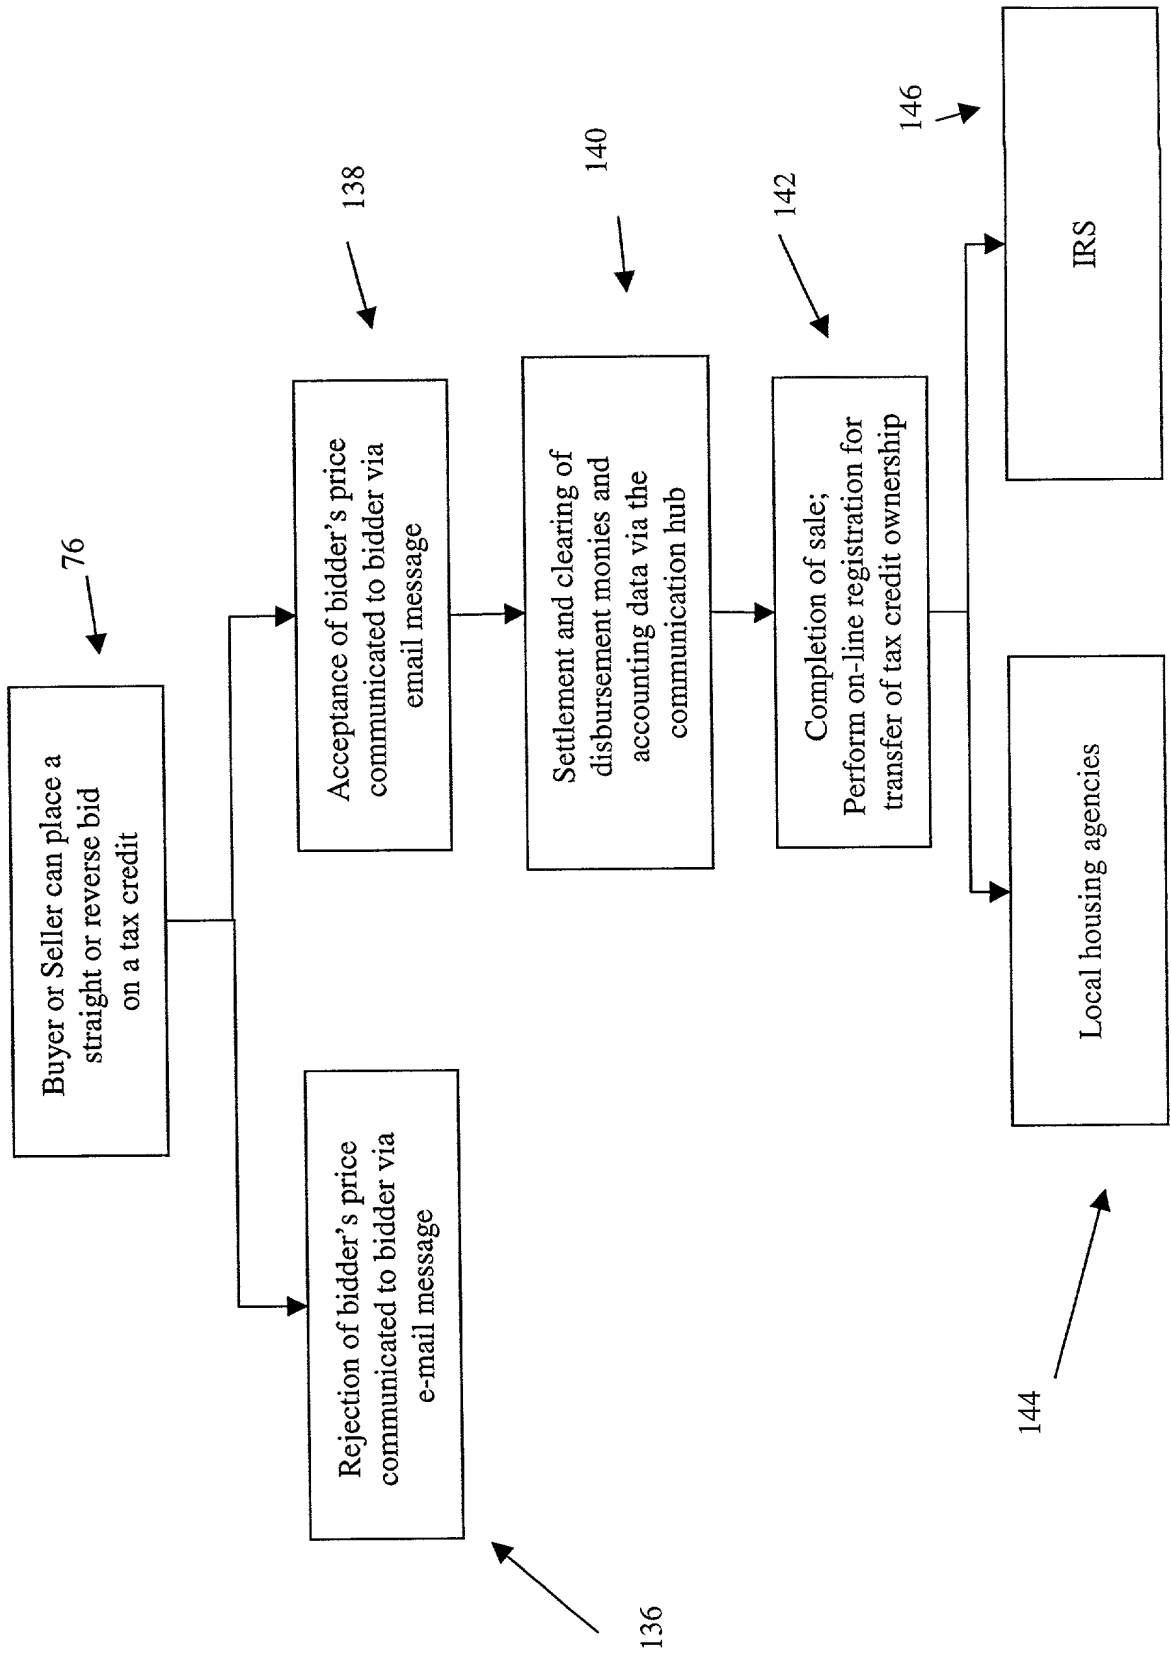 76
Buyer or Seller can place a
straight or reverse bid
on a tax credit
136
Rejection of bidder's price
communicated to bidder via
e-mail message
138
Acceptance of bidder's price
communicated to bidder via
email message
140
Settlement and clearing of
disbursement monies and
accounting data via the
communication hub
142
Completion of sale;
Perform on-line registration for
transfer of tax credit ownership
144
Local housing agencies
146
IRS